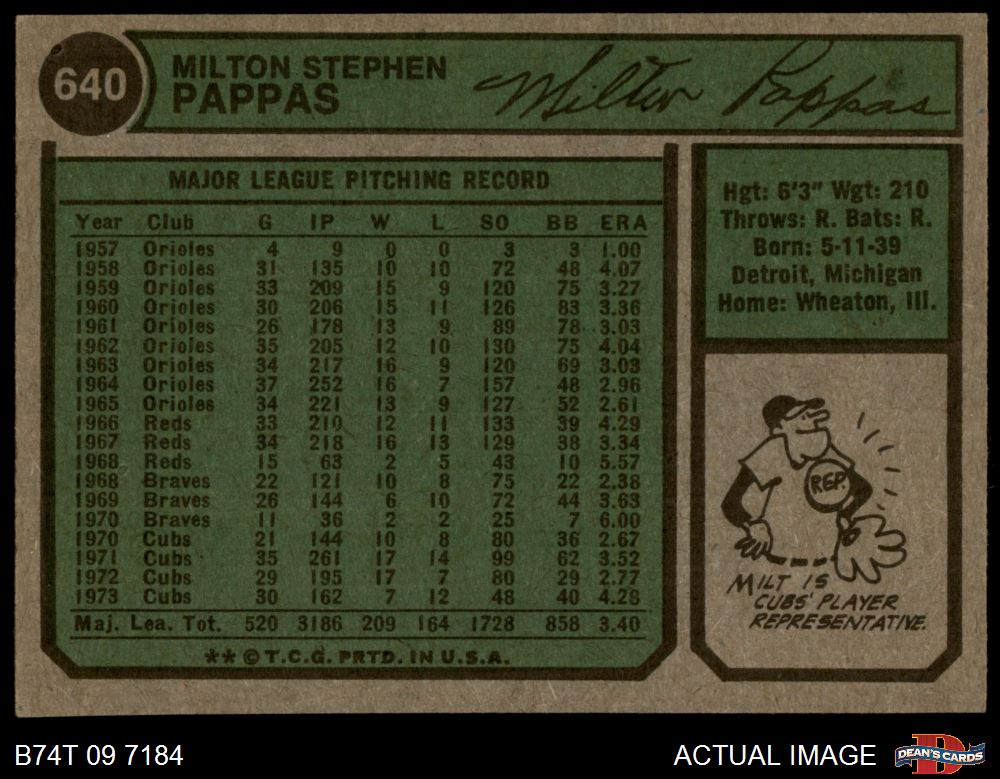 640
MILTON STEPHEN
PAPPAS
Milton Pappas
MAJOR LEAGUE PITCHING RECORD
Year Club G IP W L SO BB ERA
1957 Orioles 4 9 0 0 3 3 1.00
1958 Orioles 31 135 10 10 72 48 4.07
1959 Orioles 33 209 15 9 120 75 3.27
1960 Orioles 30 206 15 11 126 83 3.36
1961 Orioles 26 178 13 9 89 78 3.03
1962 Orioles 35 205 12 10 130 75 4.04
1963 Orioles 34 217 16 9 120 69 3.03
1964 Orioles 37 252 16 7 157 48 2.96
1965 Orioles 34 221 13 9 127 52 2.61
1966 Reds 33 210 12 11 133 39 4.29
1967 Reds 34 218 16 13 129 38 3.34
1968 Reds 15 63 2 5 43 10 5.57
1968 Braves 22 121 10 8 75 22 2.38
1969 Braves 26 144 6 10 72 44 3.63
1970 Braves 11 36 2 2 25 7 6.00
1970 Cubs 21 144 10 8 80 36 2.67
1971 Cubs 35 261 17 14 99 62 3.52
1972 Cubs 29 195 17 7 80 29 2.77
1973 Cubs 30 162 7 12 48 40 4.28
Maj. Lea. Tot. 520 3186 209 164 1728 858 3.40
** © T.C.G. PRTD. IN U.S.A.
Hgt: 6'3" Wgt: 210
Throws: R. Bats: R.
Born: 5-11-39
Detroit, Michigan
Home: Wheaton, Ill.
REP.
MILT IS
CUBS' PLAYER
REPRESENTATIVE.
B74T 09 7184
ACTUAL IMAGE
DEAN'S CARDS